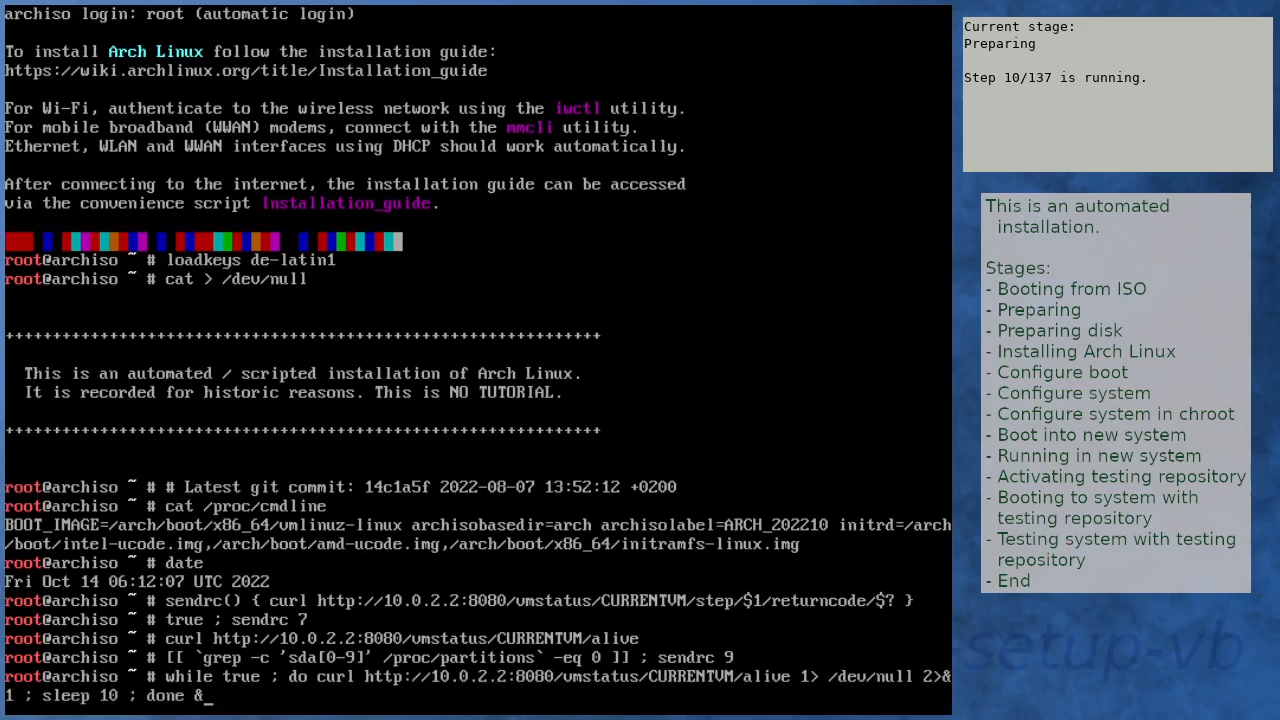 archiso login: root (automatic login)
To install Arch Linux follow the installation guide:
https://wiki.archlinux.org/title/Installation_guide
For Wi-Fi, authenticate to the wireless network using the iwctl utility.
For mobile broadband (WWAN) modems, connect with the mmcli utility.
Ethernet, WLAN and WWAN interfaces using DHCP should work automatically.
After connecting to the internet, the installation guide can be accessed
via the convenience script Installation_guide.
root@archiso ~ # loadkeys de-latin1
root@archiso ~ # cat > /dev/null
+++++++++++++++++++++++++++++++++++++++++++++++++++++++++++++++
This is an automated / scripted installation of Arch Linux.
It is recorded for historic reasons. This is NO TUTORIAL.
+++++++++++++++++++++++++++++++++++++++++++++++++++++++++++++++
root@archiso ~ # # Latest git commit: 14c1a5f 2022-08-07 13:52:12 +0200
root@archiso ~ # cat /proc/cmdline
BOOT_IMAGE=/arch/boot/x86_64/vmlinuz-linux archisobasedir=arch archisolabel=ARCH_202210 initrd=/arch
/boot/intel-ucode.img,/arch/boot/amd-ucode.img,/arch/boot/x86_64/initramfs-linux.img
root@archiso ~ # date
Fri Oct 14 06:12:07 UTC 2022
root@archiso ~ # sendrc() { curl http://10.0.2.2:8080/vmstatus/CURRENTVM/step/$1/returncode/$? }
root@archiso ~ # true ; sendrc 7
root@archiso ~ # curl http://10.0.2.2:8080/vmstatus/CURRENTVM/alive
root@archiso ~ # [[ `grep -c 'sda[0-9]' /proc/partitions` -eq 0 ]] ; sendrc 9
root@archiso ~ # while true ; do curl http://10.0.2.2:8080/vmstatus/CURRENTVM/alive 1> /dev/null 2>&
1 ; sleep 10 ; done &_
Current stage:
Preparing
Step 10/137 is running.
This is an automated
installation.
Stages:
- Booting from ISO
- Preparing
- Preparing disk
- Installing Arch Linux
- Configure boot
- Configure system
- Configure system in chroot
- Boot into new system
- Running in new system
- Activating testing repository
- Booting to system with
testing repository
- Testing system with testing
repository
- End
setup-vb